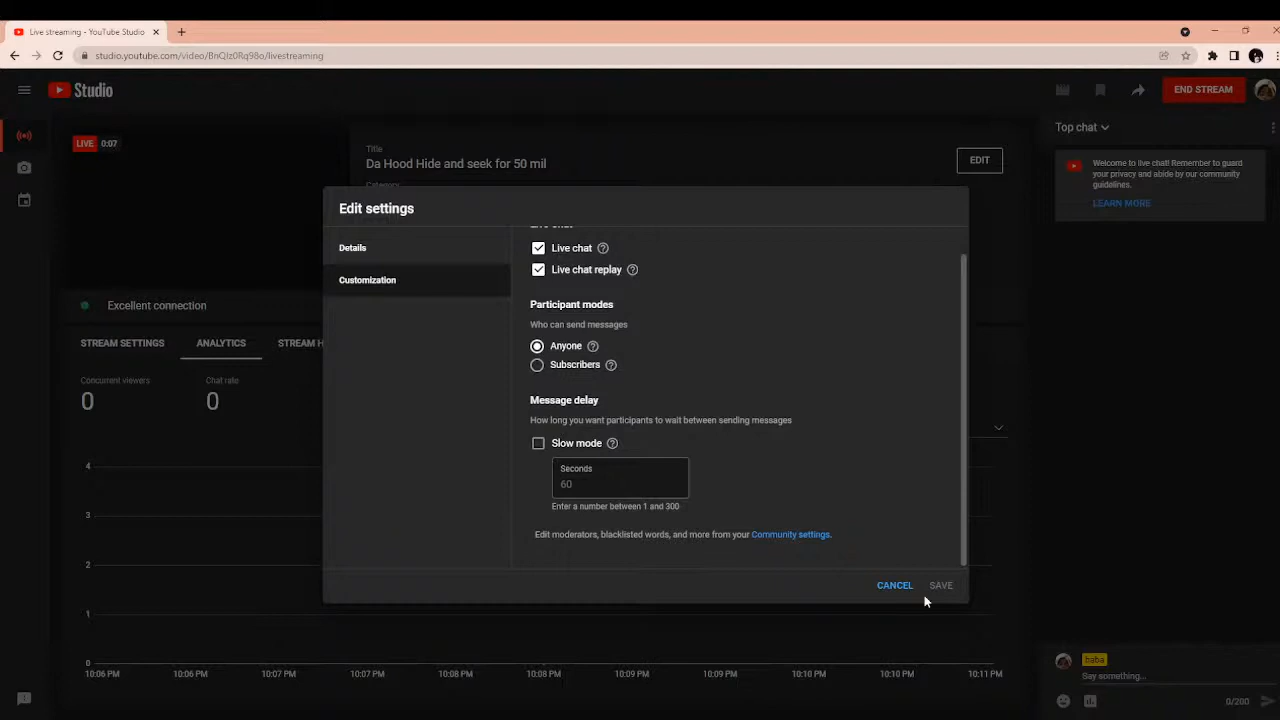 Live streaming - YouTube Studio
studio.youtube.com/video/BnQIz0Rq98o/livestreaming
Studio
END STREAM
LIVE 0:07
Title
Da Hood Hide and seek for 50 mil
Category
EDIT
Top chat
Welcome to live chat! Remember to guard
your privacy and abide by our community
guidelines.
LEARN MORE
Edit settings
Details
Customization
Live chat
Live chat
Live chat replay
Participant modes
Who can send messages
Anyone
Subscribers
Message delay
How long you want participants to wait between sending messages
Slow mode
Seconds
60
Enter a number between 1 and 300
Edit moderators, blacklisted words, and more from your Community settings.
CANCEL SAVE
Excellent connection
STREAM SETTINGS ANALYTICS STREAM H
Concurrent viewers Chat rate
0 0
4
3
2
1
0
10:06 PM 10:06 PM 10:07 PM 10:07 PM 10:08 PM 10:08 PM 10:09 PM 10:09 PM 10:10 PM 10:10 PM 10:11 PM
haba
Say something...
0/200